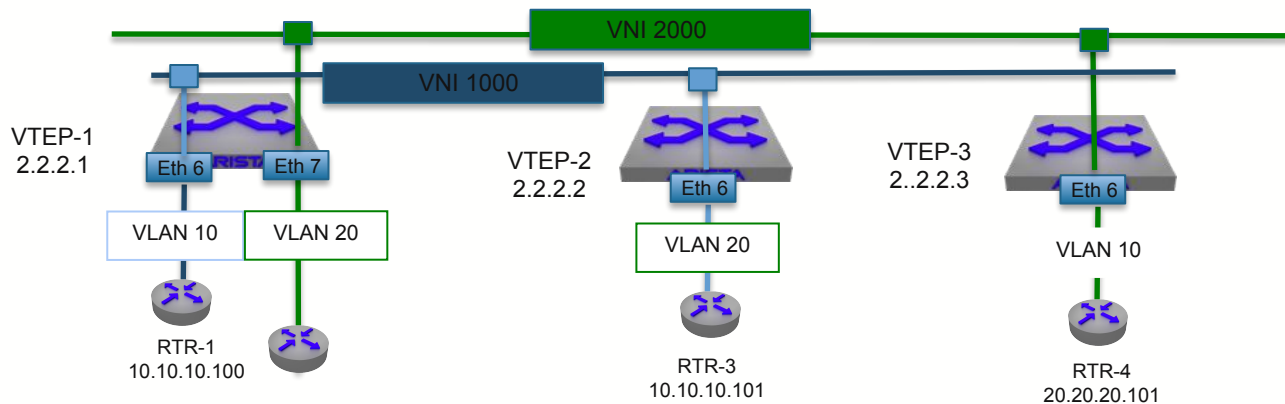 VNI 2000
VNI 1000
VTEP-1
2.2.2.1
ARISTA
Eth 6
Eth 7
VTEP-2
2.2.2.2
Eth 6
VTEP-3
2..2.2.3
Eth 6
VLAN 10
VLAN 20
VLAN 20
VLAN 10
RTR-1
10.10.10.100
RTR-3
10.10.10.101
RTR-4
20.20.20.101